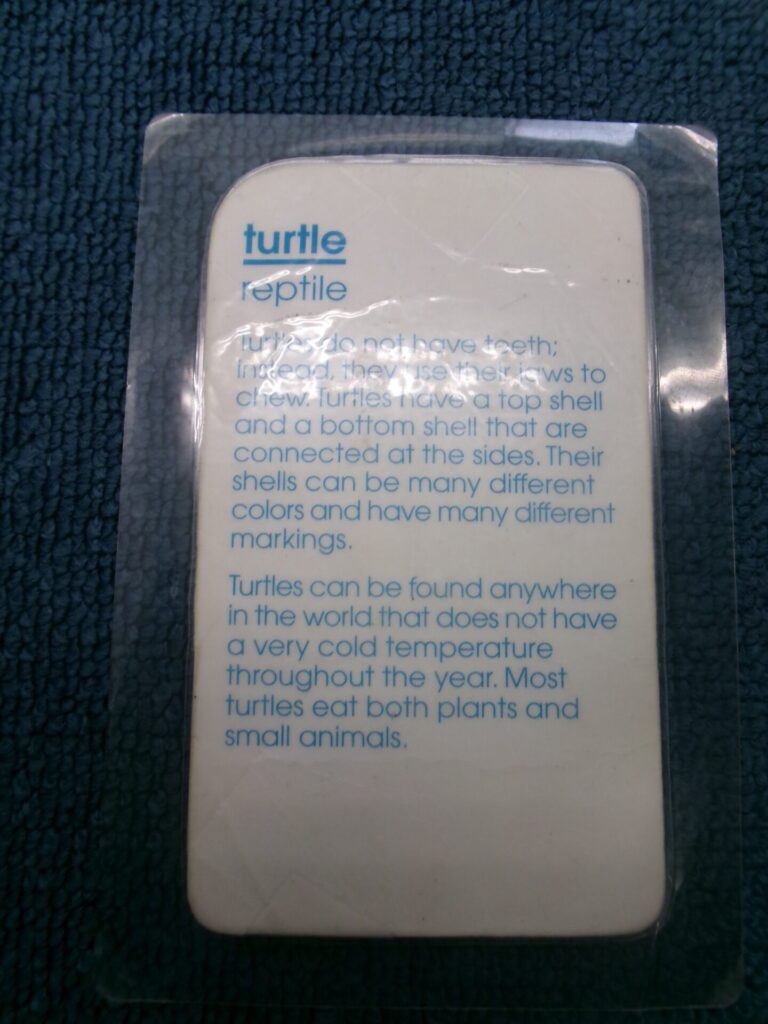 turtle
reptile
Turtles do not have teeth;
instead, they use their jaws to
chew. Turtles have a top shell
and a bottom shell that are
connected at the sides. Their
shells can be many different
colors and have many different
markings.
Turtles can be found anywhere
in the world that does not have
a very cold temperature
throughout the year. Most
turtles eat both plants and
small animals.